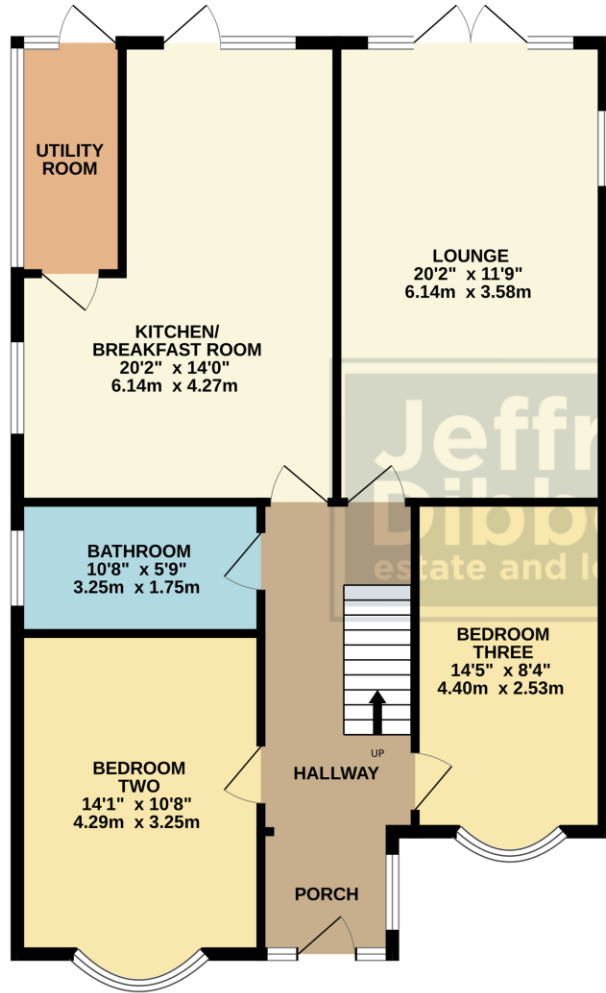 UTILITY
ROOM
LOUNGE
20'2" x 11'9"
6.14m x 3.58m
KITCHEN/
BREAKFAST ROOM
20'2" x 14'0"
6.14m x 4.27m
Jeffr
Dibb
estate and le
BATHROOM
10'8" x 5'9"
3.25m x 1.75m
BEDROOM
THREE
14'5" x 8'4"
4.40m x 2.53m
UP
HALLWAY
BEDROOM
TWO
14'1" x 10'8"
4.29m x 3.25m
PORCH